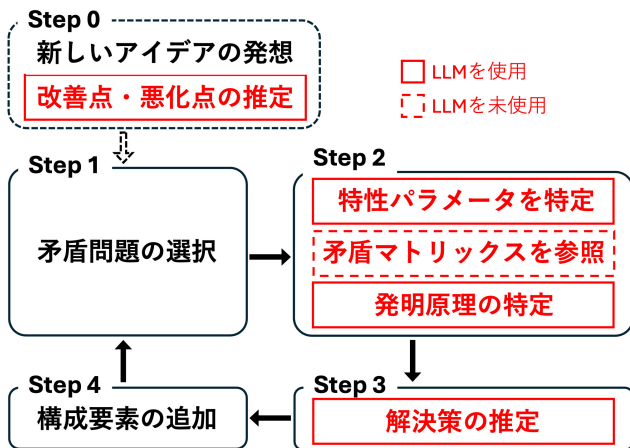 Step 0
新しいアイデアの発想
改善点・悪化点の推定
LLMを使用
LLMを未使用
Step 1
矛盾問題の選択
Step 2
特性パラメータを特定
矛盾マトリックスを参照
発明原理の特定
Step 4
構成要素の追加
Step 3
解決策の推定